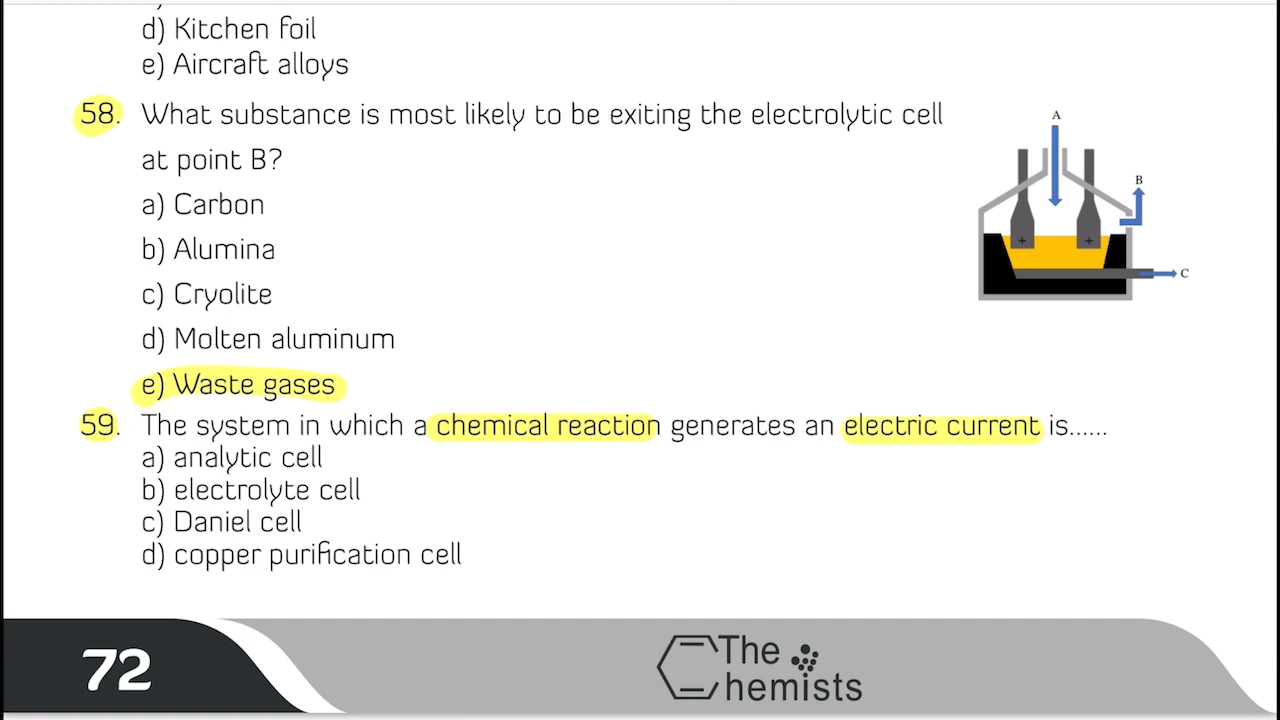 d) Kitchen foil
e) Aircraft alloys
58. What substance is most likely to be exiting the electrolytic cell
at point B?
a) Carbon
b) Alumina
c) Cryolite
d) Molten aluminum
e) Waste gases
A
B
+ +
C
59. The system in which a chemical reaction generates an electric current is......
a) analytic cell
b) electrolyte cell
c) Daniel cell
d) copper purification cell
72
The
Chemists